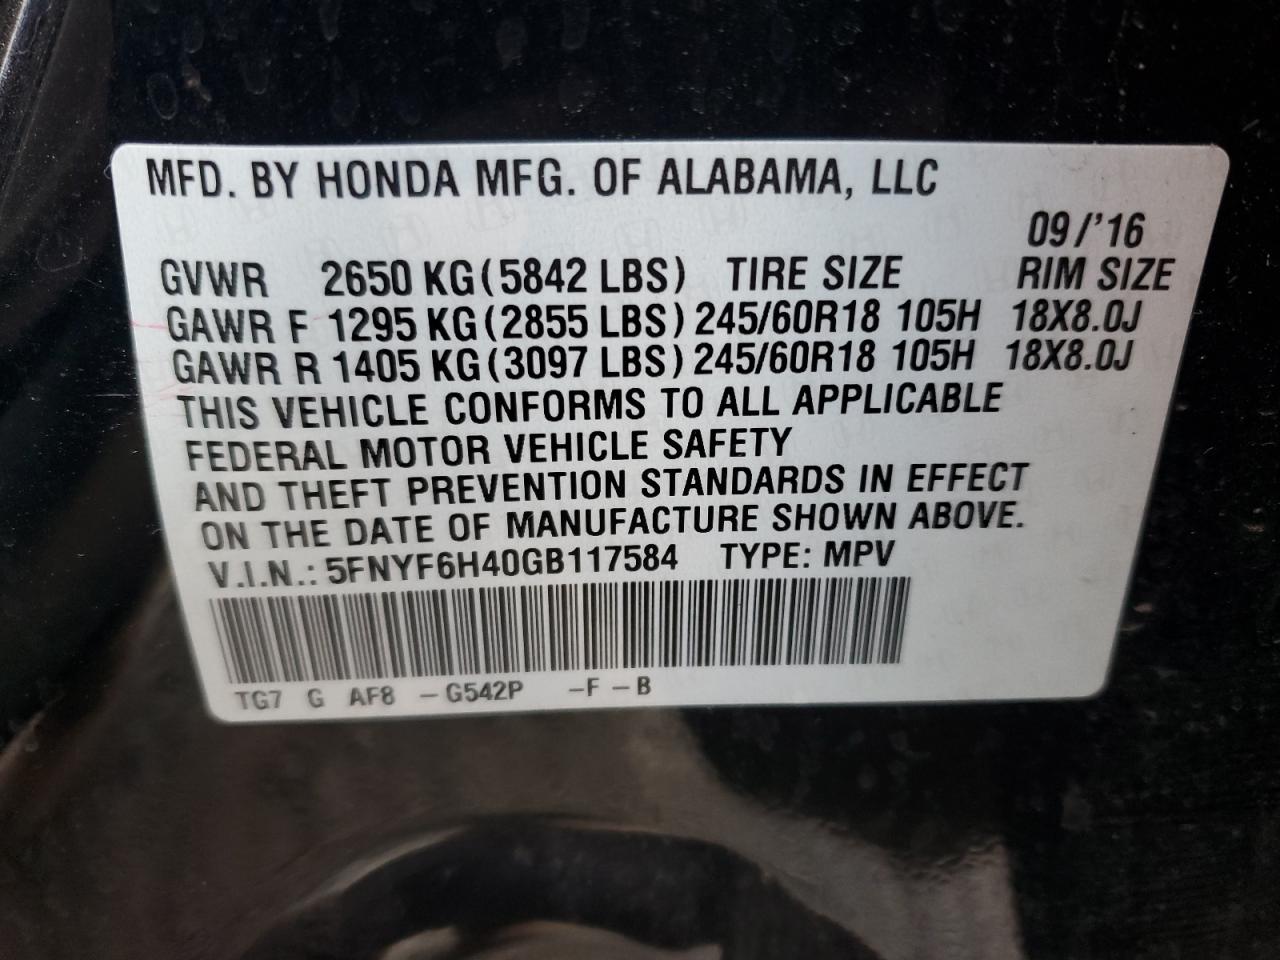 MFD. BY HONDA MFG. OF ALABAMA, LLC
09/'16
GVWR 2650 KG (5842 LBS) TIRE SIZE RIM SIZE
GAWR F 1295 KG (2855 LBS) 245/60R18 105H 18X8.0J
GAWR R 1405 KG (3097 LBS) 245/60R18 105H 18X8.0J
THIS VEHICLE CONFORMS TO ALL APPLICABLE
FEDERAL MOTOR VEHICLE SAFETY
AND THEFT PREVENTION STANDARDS IN EFFECT
ON THE DATE OF MANUFACTURE SHOWN ABOVE.
V.I.N.: 5FNYF6H40GB117584 TYPE: MPV
TG7 G AF8 -G542P -F -B